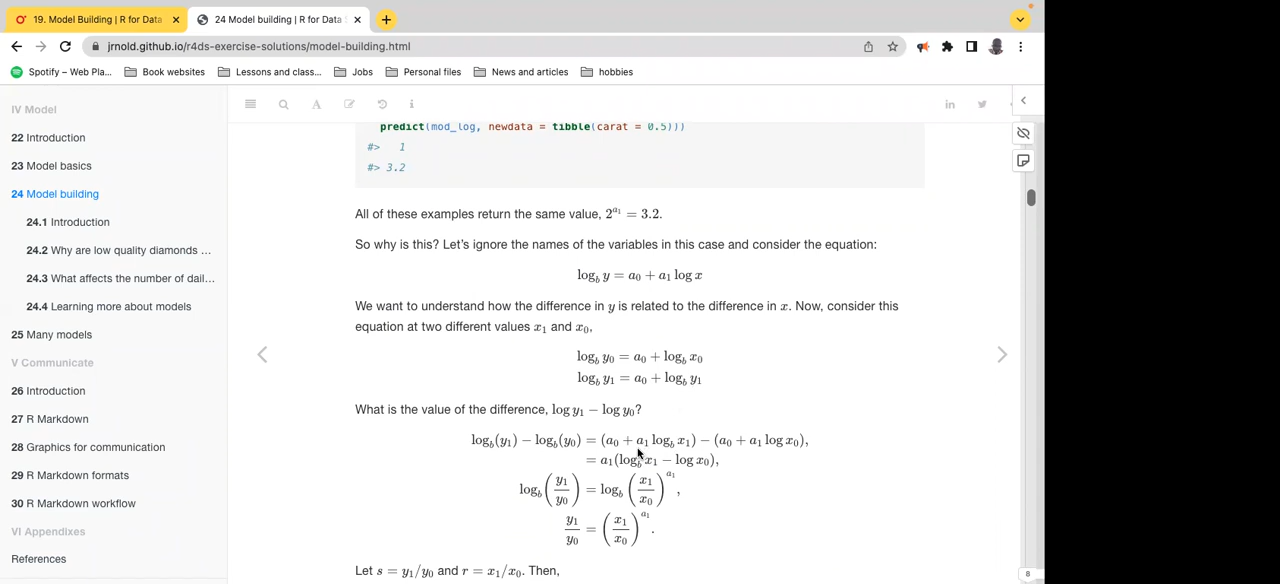 19. Model Building | R for Data
24 Model building | R for Data
jrnold.github.io/r4ds-exercise-solutions/model-building.html
Spotify – Web Pla...
Book websites
Lessons and class...
Jobs
Personal files
News and articles
hobbies
IV Model
22 Introduction
23 Model basics
24 Model building
24.1 Introduction
24.2 Why are low quality diamonds ...
24.3 What affects the number of dail...
24.4 Learning more about models
25 Many models
V Communicate
26 Introduction
27 R Markdown
28 Graphics for communication
29 R Markdown formats
30 R Markdown workflow
VI Appendixes
References
predict(mod_log, newdata = tibble(carat = 0.5)))
#> 1
#> 3.2
All of these examples return the same value, 2^{a_1} = 3.2.
So why is this? Let's ignore the names of the variables in this case and consider the equation:
log_b y = a_0 + a_1 log x
We want to understand how the difference in y is related to the difference in x. Now, consider this
equation at two different values x_1 and x_0,
log_b y_0 = a_0 + log_b x_0
log_b y_1 = a_0 + log_b y_1
What is the value of the difference, log y_1 − log y_0?
log_b(y_1) − log_b(y_0) = (a_0 + a_1 log_b x_1) − (a_0 + a_1 log x_0),
= a_1(log_b x_1 − log x_0),
log_b(y_1/y_0) = log_b(x_1/x_0)^{a_1},
y_1/y_0 = (x_1/x_0)^{a_1}.
Let s = y_1/y_0 and r = x_1/x_0. Then,
8